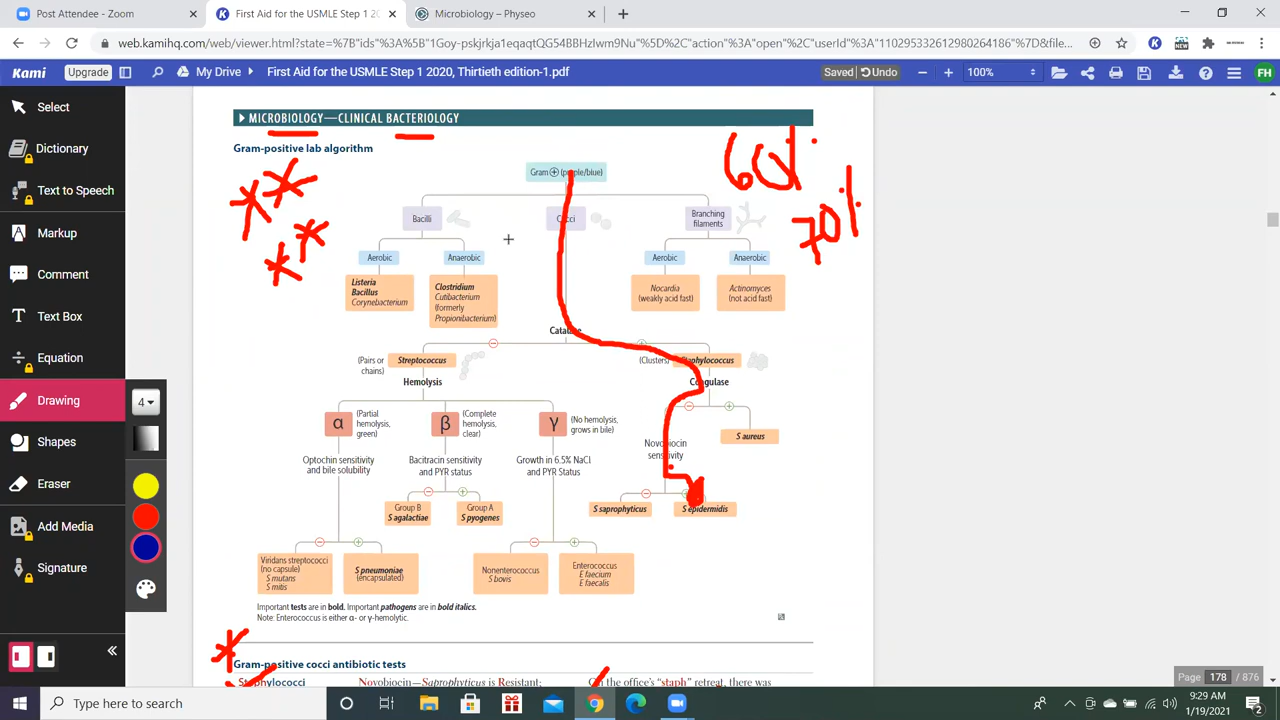 Post Attendee - Zoom
First Aid for the USMLE Step 1 20
Microbiology – Physeo
web.kamihq.com/web/viewer.html?state=%7B"ids"%3A%5B"1Goy-pskjrkja1eqaqtQG54BBHzlwm9Nu"%5D%2C"action"%3A"open"%2C"userId"%3A"110295332612980264186"%7D&file...
Kami
Upgrade
My Drive
First Aid for the USMLE Step 1 2020, Thirtieth edition-1.pdf
Saved
Undo
100%
FH
Select
Dictionary
Text to Speech
Markup
Comment
Text Box
Equation
Drawing
4
Shapes
Eraser
Add Media
Signature
MICROBIOLOGY—CLINICAL BACTERIOLOGY
Gram-positive lab algorithm
60%
70%
Gram ⊕ (purple/blue)
Bacilli
Cocci
Branching
filaments
Aerobic
Anaerobic
Aerobic
Anaerobic
Listeria
Bacillus
Corynebacterium
Clostridium
Cutibacterium
(formerly
Propionibacterium)
Nocardia
(weakly acid fast)
Actinomyces
(not acid fast)
Catalase
(Pairs or
chains)
Streptococcus
(Clusters)
Staphylococcus
Hemolysis
Coagulase
α
(Partial
hemolysis,
green)
β
(Complete
hemolysis,
clear)
γ
(No hemolysis,
grows in bile)
Novobiocin
sensitivity
S aureus
Optochin sensitivity
and bile solubility
Bacitracin sensitivity
and PYR status
Growth in 6.5% NaCl
and PYR Status
Group B
S agalactiae
Group A
S pyogenes
S saprophyticus
S epidermidis
Viridans streptococci
(no capsule)
S mutans
S mitis
S pneumoniae
(encapsulated)
Nonenterococcus
S bovis
Enterococcus
E faecium
E faecalis
Important tests are in bold. Important pathogens are in bold italics.
Note: Enterococcus is either α- or γ-hemolytic.
Gram-positive cocci antibiotic tests
Staphylococci
Novobiocin—Saprophyticus is Resistant;
On the office's "staph" retreat, there was
Page 178 / 876
Type here to search
9:29 AM
1/19/2021